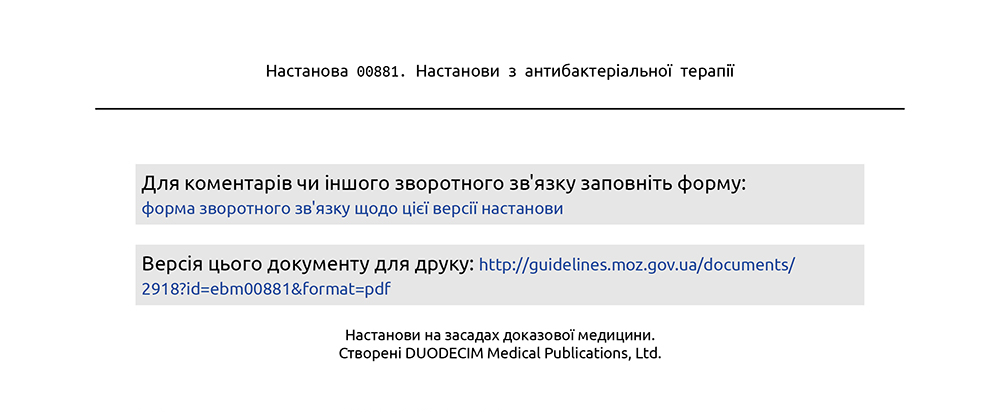 Настанова 00881. Настанови з антибактеріальної терапії
Для коментарів чи іншого зворотного зв'язку заповніть форму:
форма зворотного зв'язку щодо цієї версії настанови
Версія цього документу для друку: http://guidelines.moz.gov.ua/documents/
2918?id=ebm00881&format=pdf
Настанови на засадах доказової медицини.
Створені DUODECIM Medical Publications, Ltd.